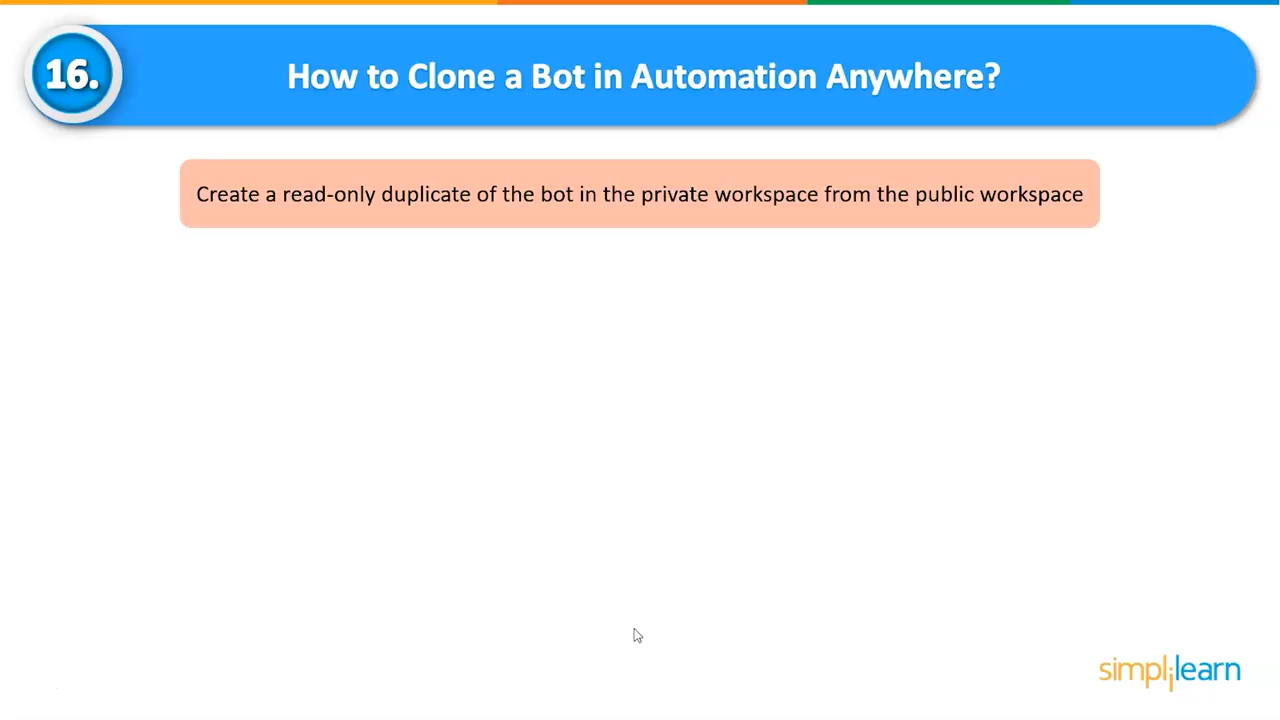 16.
How to Clone a Bot in Automation Anywhere?
Create a read-only duplicate of the bot in the private workspace from the public workspace
simplilearn